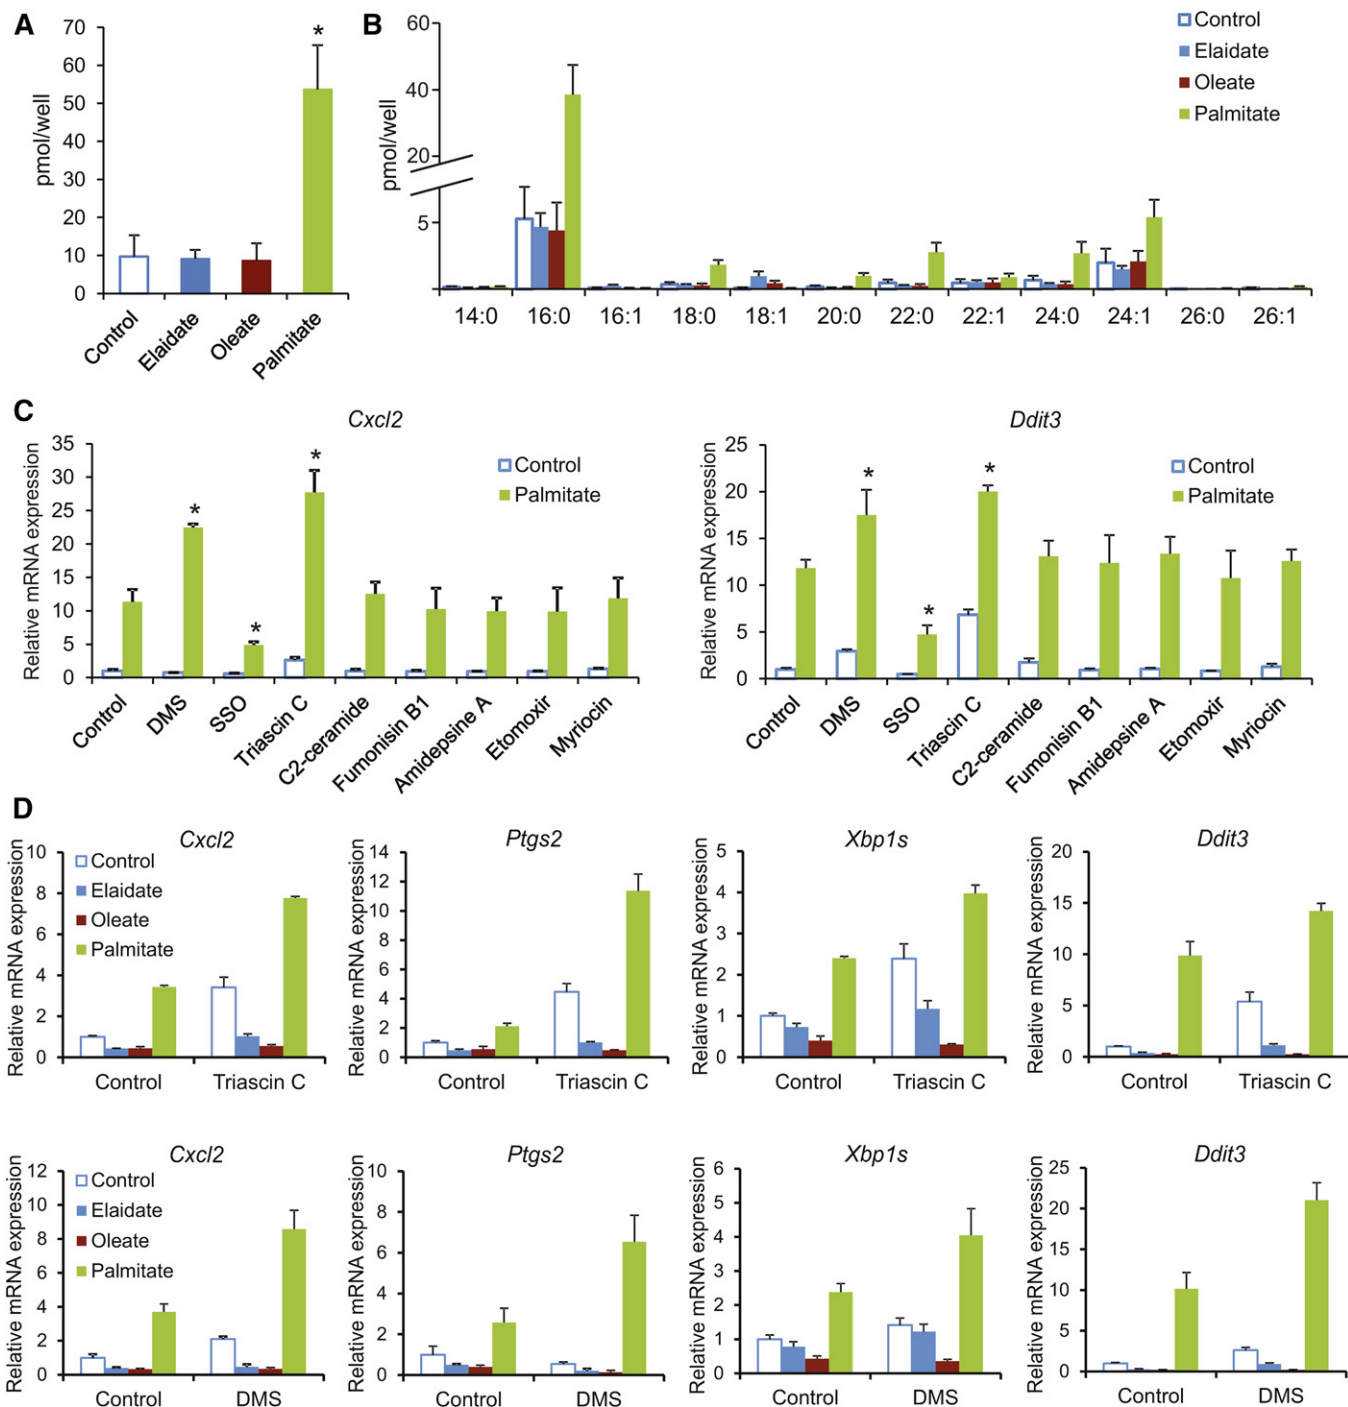 A
70
60
50
40
30
20
10
0
pmol/well
*
Control
Elaidate
Oleate
Palmitate
B
60
40
20
5
pmol/well
Control
Elaidate
Oleate
Palmitate
14:0 16:0 16:1 18:0 18:1 20:0 22:0 22:1 24:0 24:1 26:0 26:1
C
Cxcl2
35
30
25
20
15
10
5
0
Relative mRNA expression
Control
Palmitate
* * *
Control
DMS
SSO
Triascin C
C2-ceramide
Fumonisin B1
Amidepsine A
Etomoxir
Myriocin
Ddit3
25
20
15
10
5
0
Relative mRNA expression
Control
Palmitate
* * *
Control
DMS
SSO
Triascin C
C2-ceramide
Fumonisin B1
Amidepsine A
Etomoxir
Myriocin
D
Cxcl2
10
8
6
4
2
0
Relative mRNA expression
Control
Elaidate
Oleate
Palmitate
Control Triascin C
Ptgs2
14
12
10
8
6
4
2
0
Relative mRNA expression
Control Triascin C
Xbp1s
5
4
3
2
1
0
Relative mRNA expression
Control Triascin C
Ddit3
20
15
10
5
0
Relative mRNA expression
Control Triascin C
Cxcl2
12
10
8
6
4
2
0
Relative mRNA expression
Control
Elaidate
Oleate
Palmitate
Control DMS
Ptgs2
10
8
6
4
2
0
Relative mRNA expression
Control DMS
Xbp1s
6
5
4
3
2
1
0
Relative mRNA expression
Control DMS
Ddit3
25
20
15
10
5
0
Relative mRNA expression
Control DMS